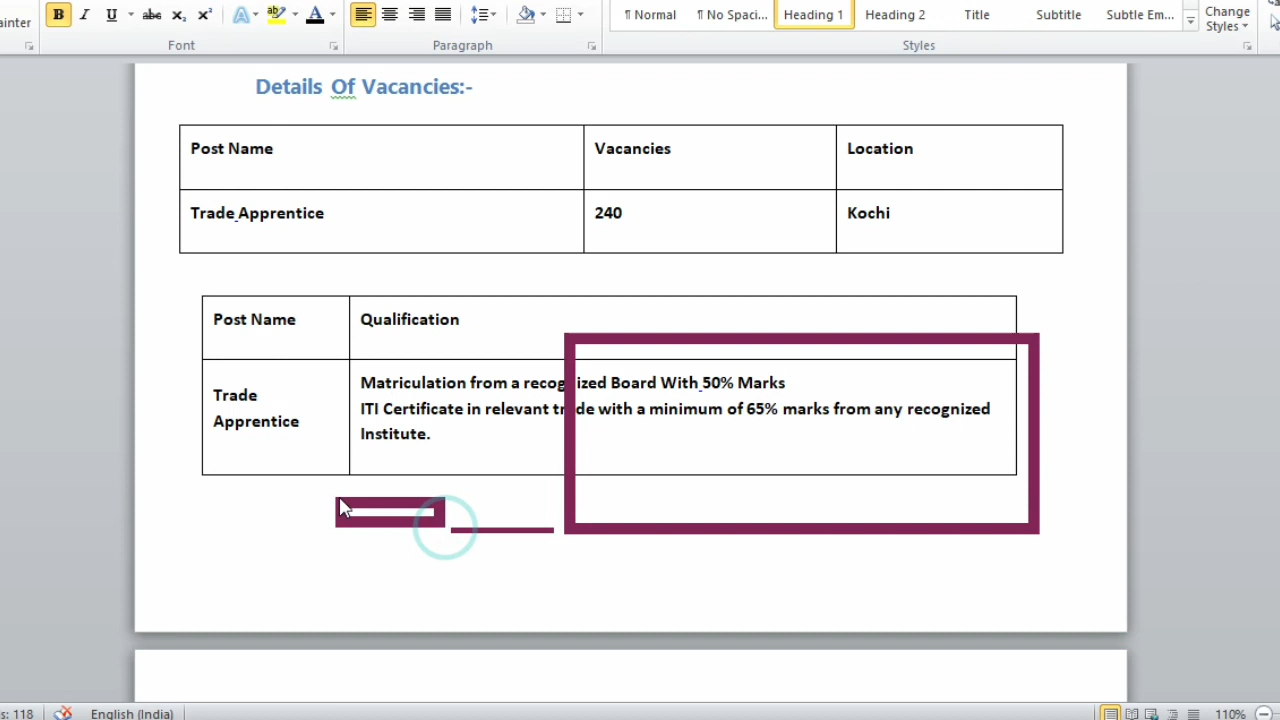 ainter
B I U abc X₂ X² A ab A
¶ Normal ¶ No Spaci... Heading 1 Heading 2 Title Subtitle Subtle Em... Change
Styles
Font Paragraph Styles
Details Of Vacancies:-
Post Name Vacancies Location
Trade Apprentice 240 Kochi
Post Name Qualification
Trade Apprentice
Matriculation from a recognized Board With 50% Marks
ITI Certificate in relevant trade with a minimum of 65% marks from any recognized
Institute.
s: 118 English (India) 110%